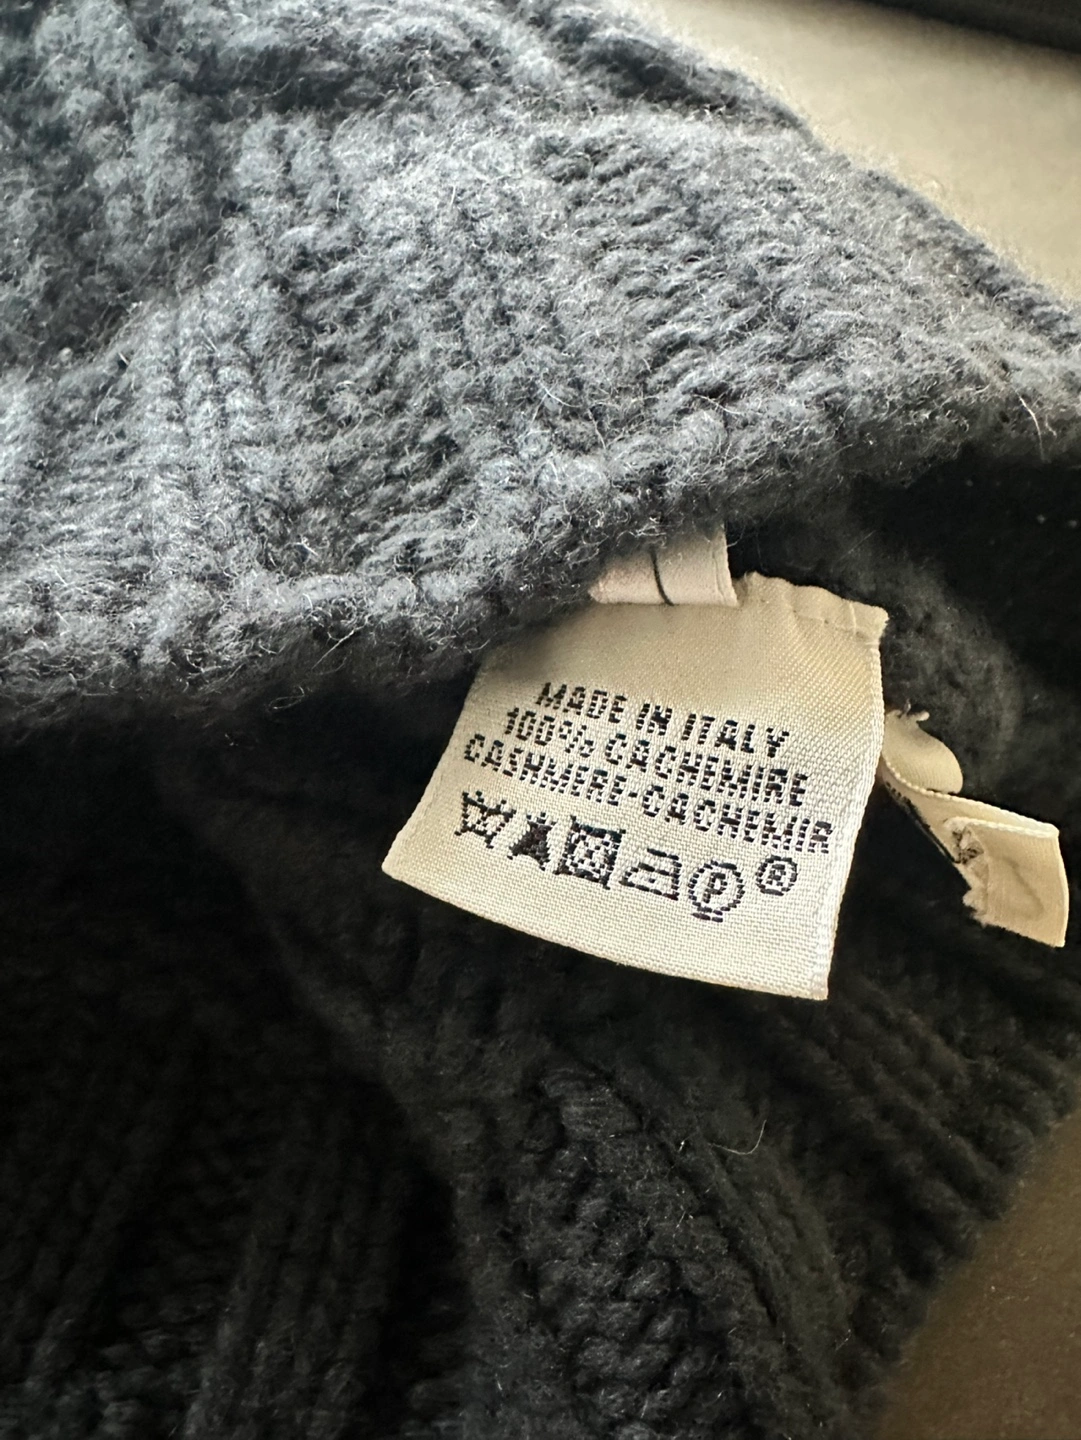 MADE IN ITALY
100% CACHEMIRE
CASHMERE-CACHEMIR
P ®